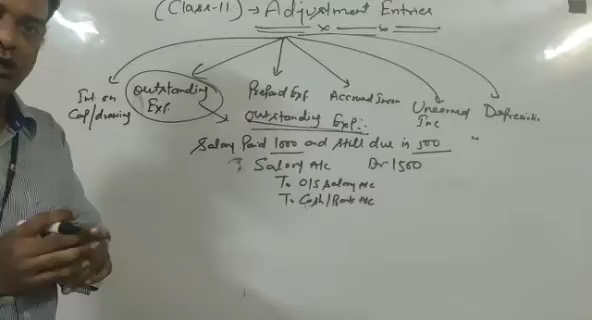 (Class-11) → Adjustment Entries
Int. on Cap/drawing
Outstanding Exp.
Prepaid Exp
Accrued Incom
Unearned Inc
Depreciation
Outstanding Exp:-
Salary Paid 1000 and still due is 500
Salary A/c Dr 1500
To O/S Salary A/c
To Cash/Bank A/c